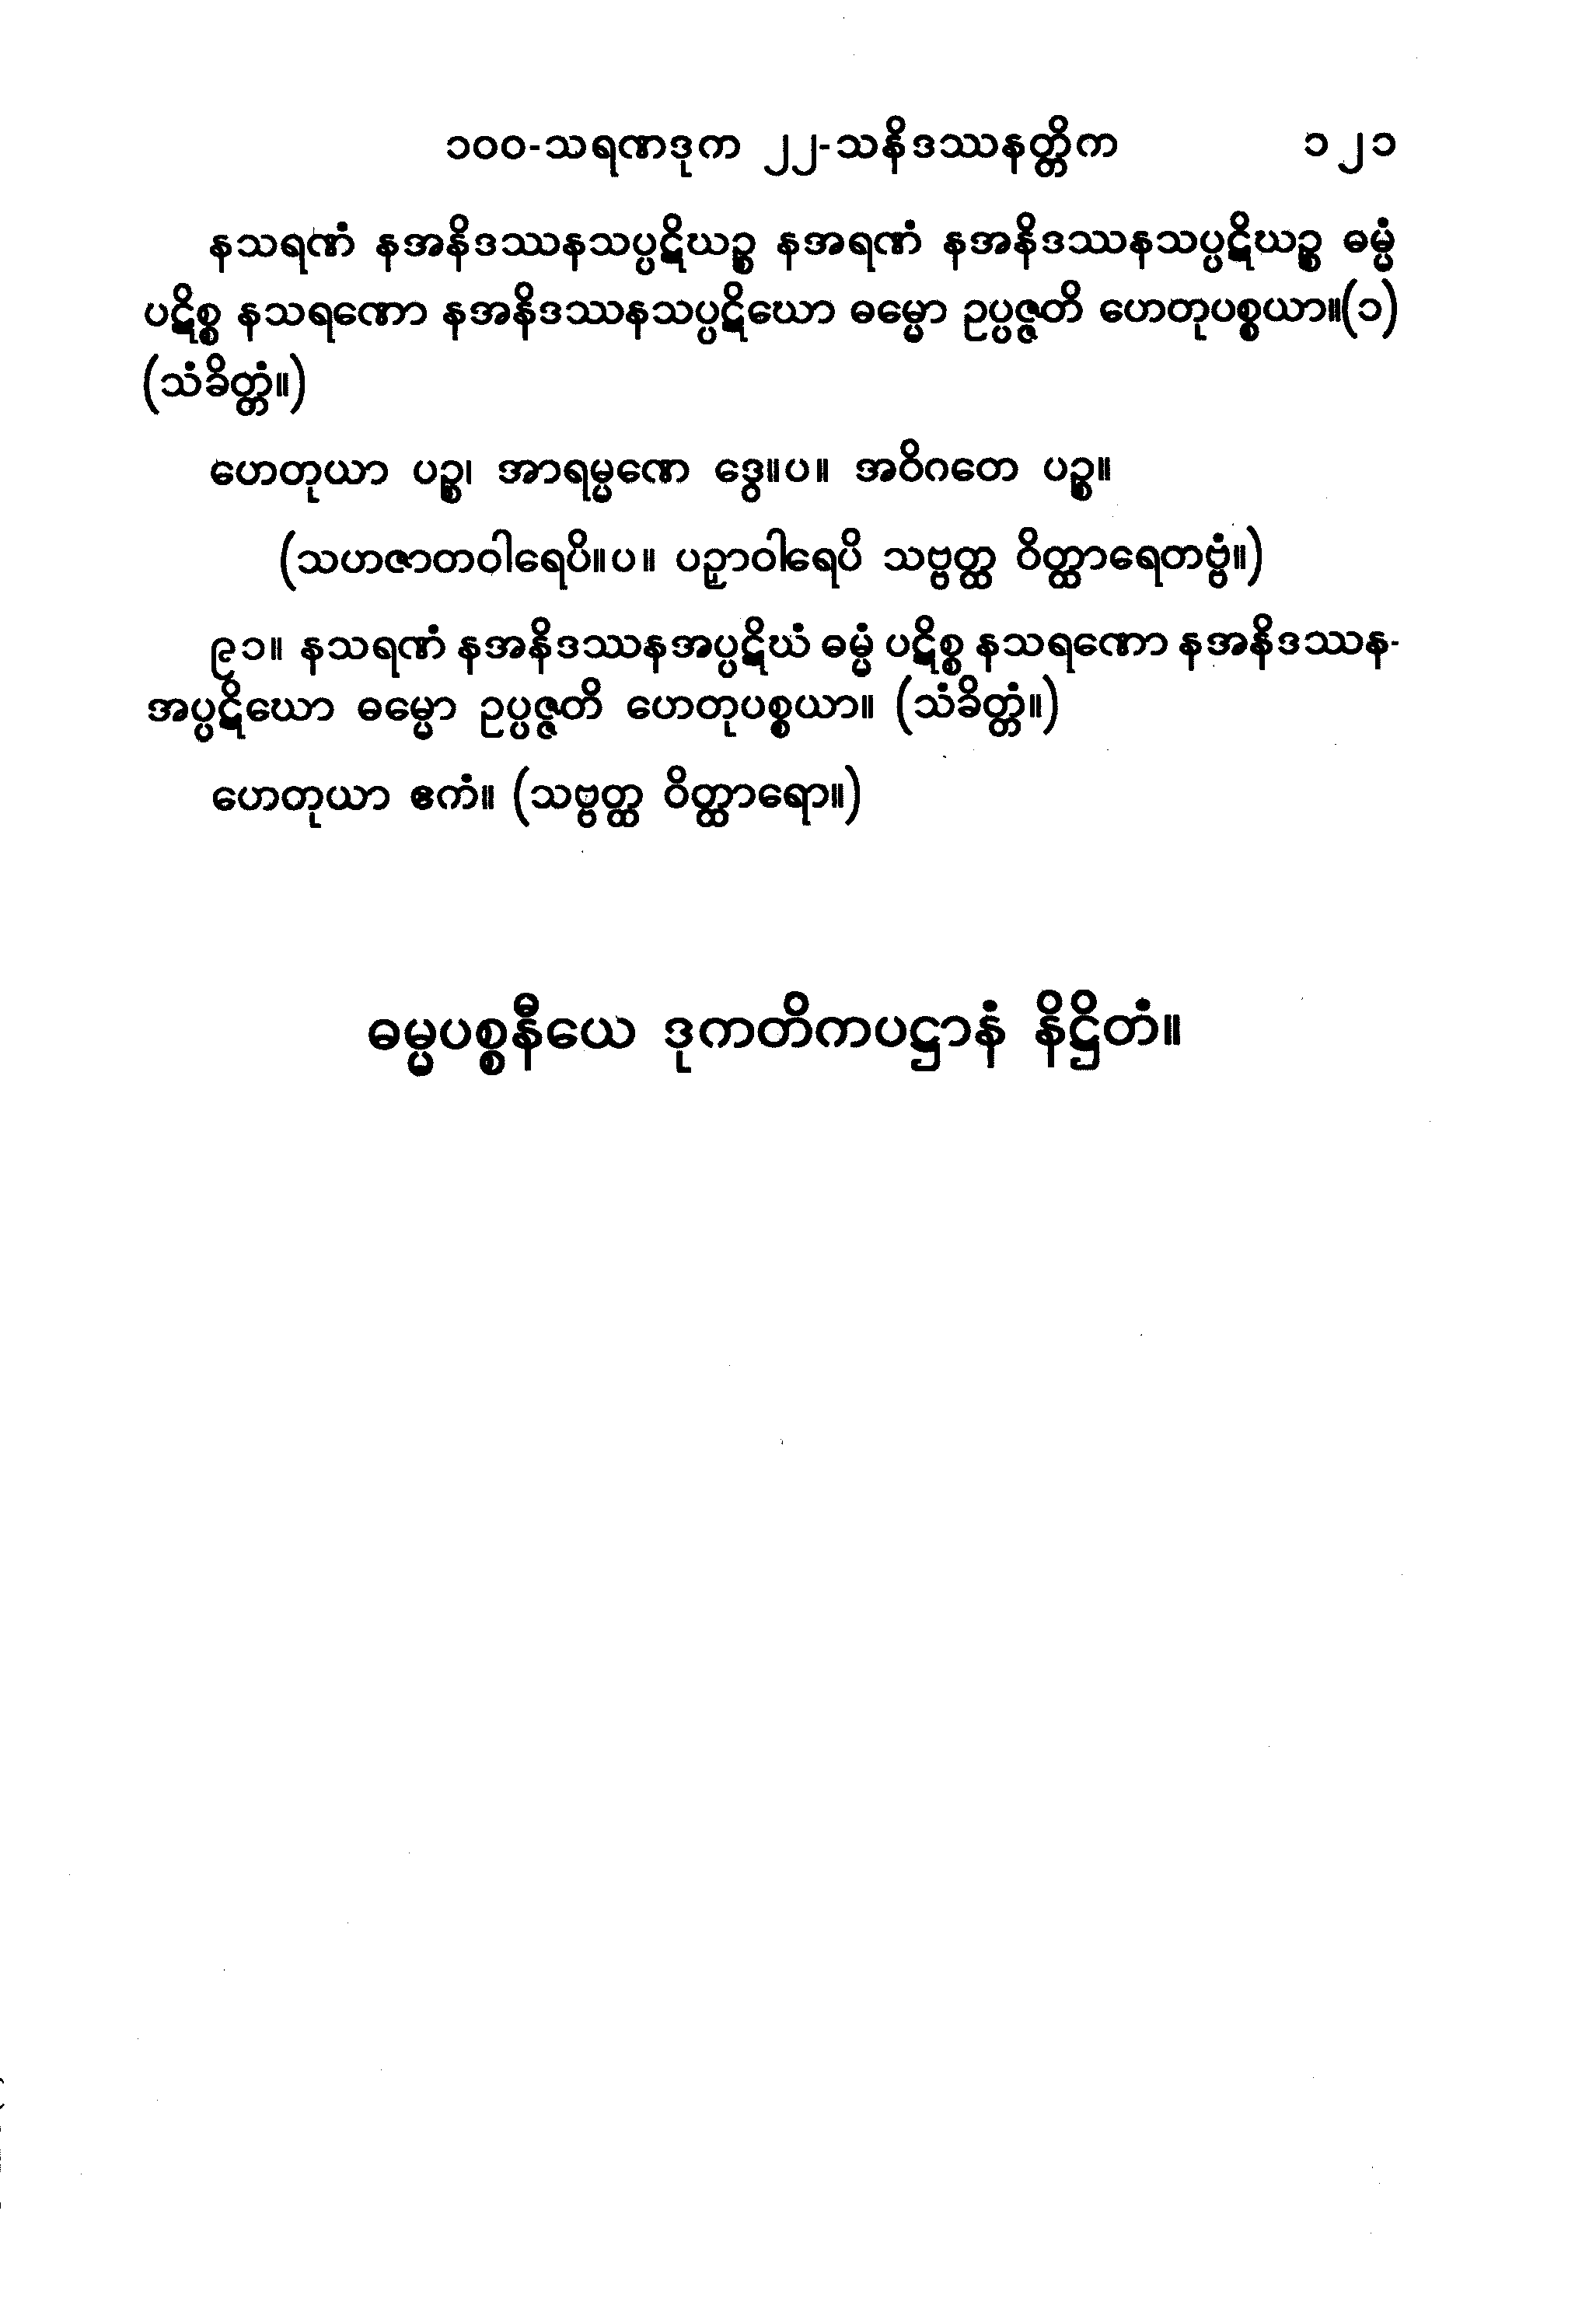 ၁၀၀-သရဏဒုက ၂၂-သနိဒဿနတ္တိက ၁၂၁
နသရဏံ နအနိဒဿနသပ္ပဋိဃဉ္စ နအရဏံ နအနိဒဿနသပ္ပဋိဃဉ္စ ဓမ္မံ
ပဋိစ္စ နသရဏော နအနိဒဿနသပ္ပဋိဃော ဓမ္မော ဥပ္ပဇ္ဇတိ ဟေတုပစ္စယာ။(၁)
(သံခိတ္တံ။)
ဟေတုယာ ပဉ္စ၊ အာရမ္မဏေ ဒွေ။ပ။ အဝိဂတေ ပဉ္စ။
(သဟဇာတဝါရေပိ။ပ။ ပဉှာဝါရေပိ သဗ္ဗတ္ထ ဝိတ္ထာရေတဗ္ဗံ။)
၉၁။ နသရဏံ နအနိဒဿနအပ္ပဋိဃံ ဓမ္မံ ပဋိစ္စ နသရဏော နအနိဒဿန-
အပ္ပဋိဃော ဓမ္မော ဥပ္ပဇ္ဇတိ ဟေတုပစ္စယာ။ (သံခိတ္တံ။)
ဟေတုယာ ဧကံ။ (သဗ္ဗတ္ထ ဝိတ္ထာရော။)
ဓမ္မပစ္စနီယေ ဒုကတိကပဋ္ဌာနံ နိဋ္ဌိတံ။